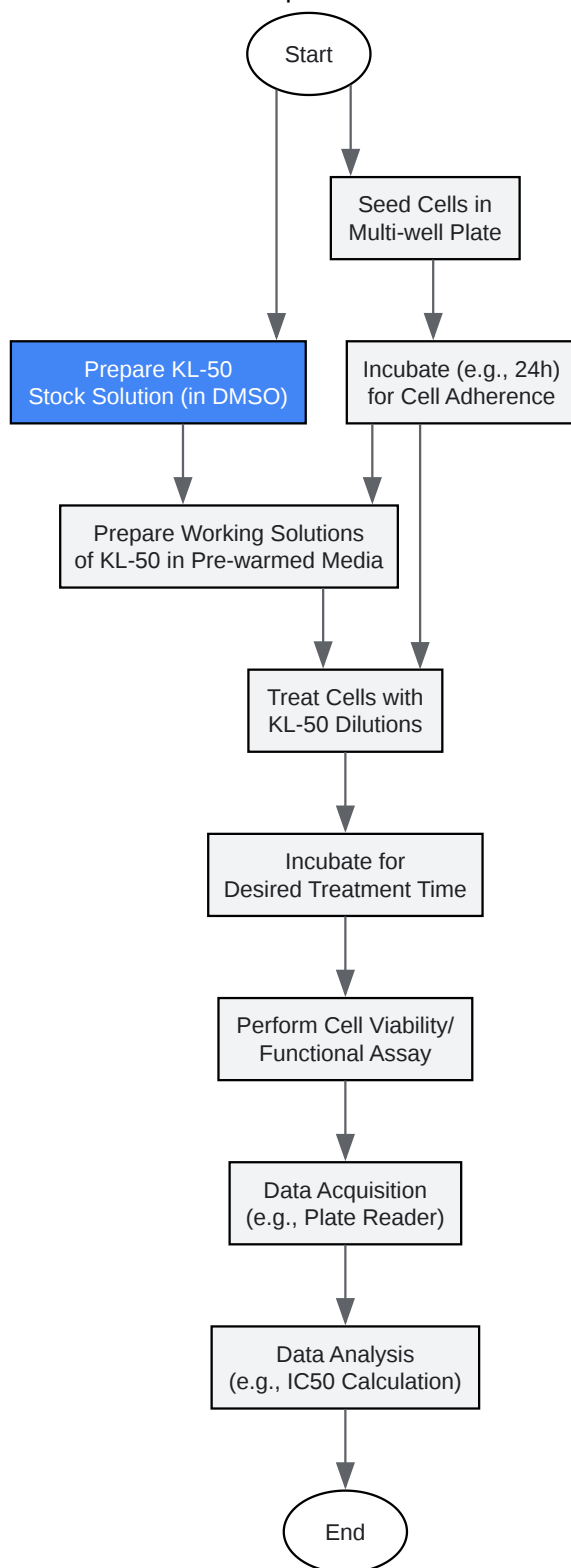 Start
Seed Cells in
Multi-well Plate
Prepare KL-50
Stock Solution (in DMSO)
Incubate (e.g., 24h)
for Cell Adherence
Prepare Working Solutions
of KL-50 in Pre-warmed Media
Treat Cells with
KL-50 Dilutions
Incubate for
Desired Treatment Time
Perform Cell Viability/
Functional Assay
Data Acquisition
(e.g., Plate Reader)
Data Analysis
(e.g., IC50 Calculation)
End